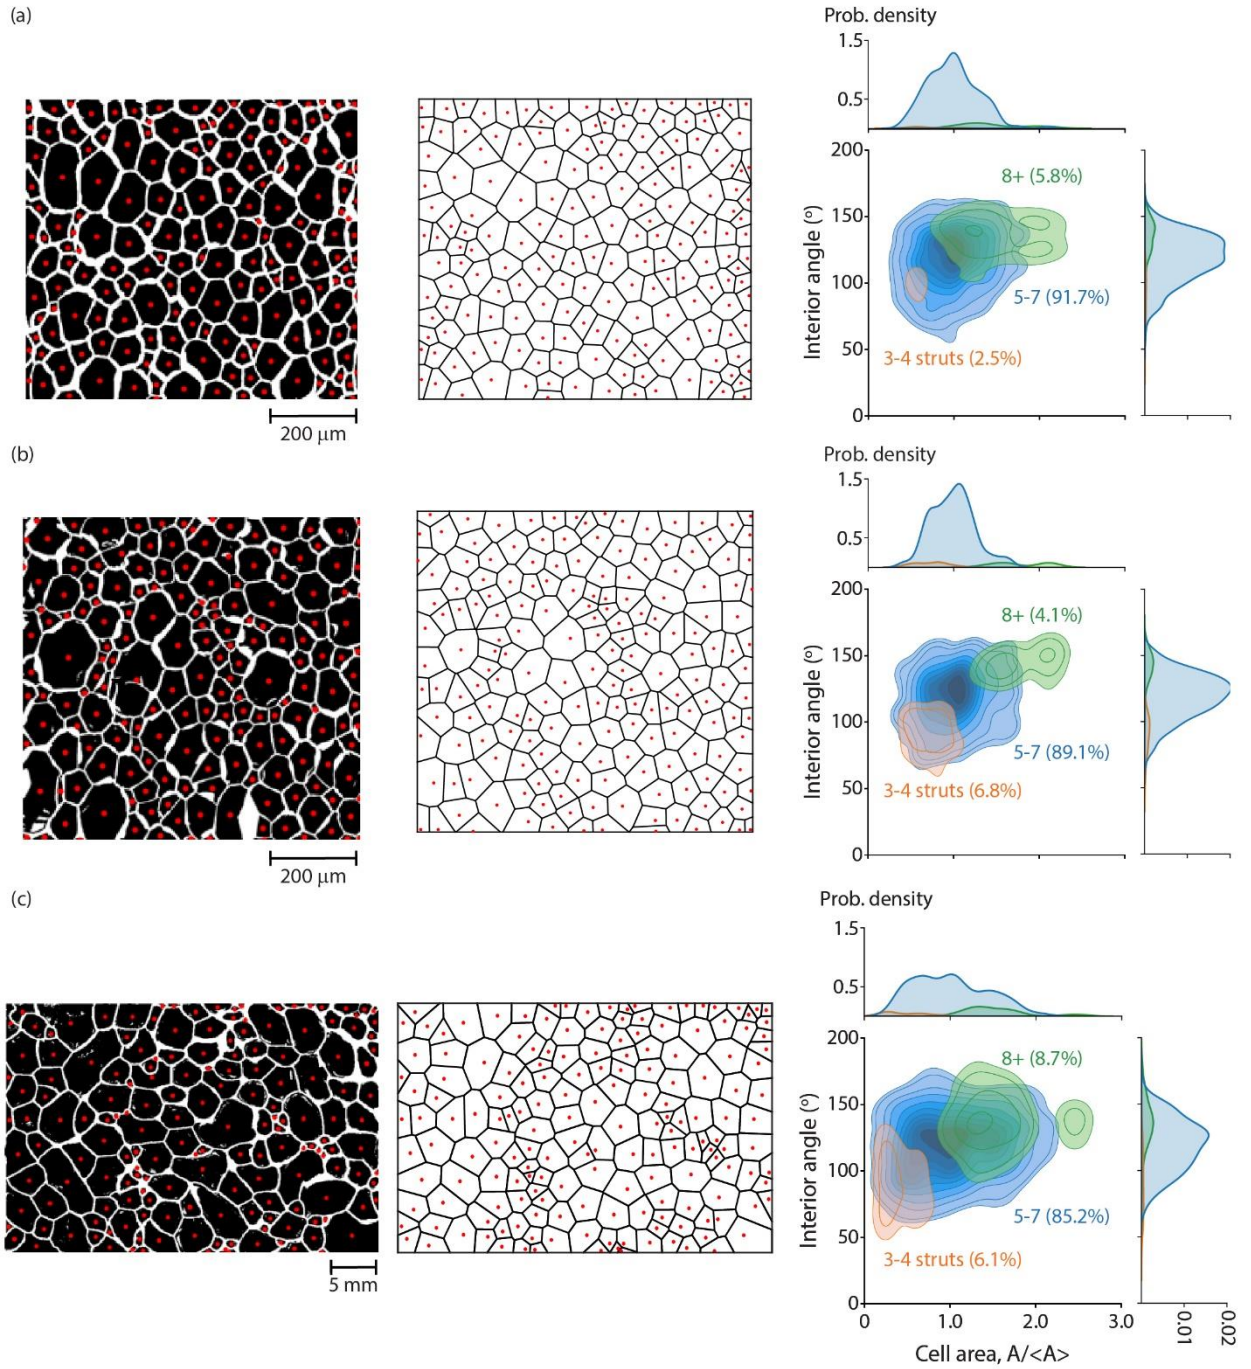 (a)
Prob. density
1.5
0.5
200
150
100
50
0
Interior angle (º)
8+ (5.8%)
5-7 (91.7%)
3-4 struts (2.5%)
200 μm
(b)
Prob. density
1.5
0.5
200
150
100
50
0
Interior angle (º)
8+ (4.1%)
5-7 (89.1%)
3-4 struts (6.8%)
200 μm
(c)
Prob. density
1.5
0.5
200
150
100
50
0
Interior angle (º)
8+ (8.7%)
5-7 (85.2%)
3-4 struts (6.1%)
5 mm
0 1.0 2.0 3.0
0.01
0.02
Cell area, A/<A>